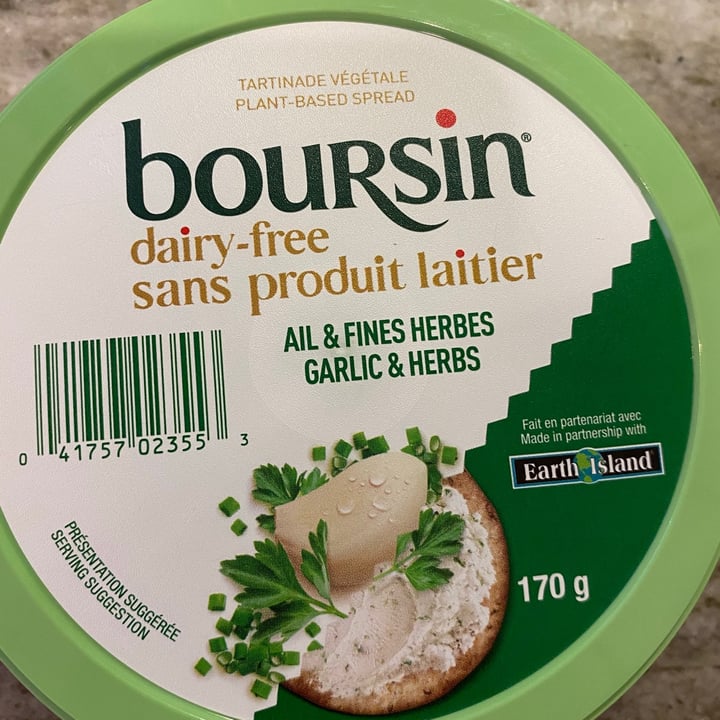 TARTINADE VÉGÉTALE
PLANT-BASED SPREAD
boursin®
dairy-free
sans produit laitier
AIL & FINES HERBES
GARLIC & HERBS
0 41757 02355 3
Fait en partenariat avec
Made in partnership with
Earth Island
170 g
PRÉSENTATION SUGGÉRÉE
SERVING SUGGESTION